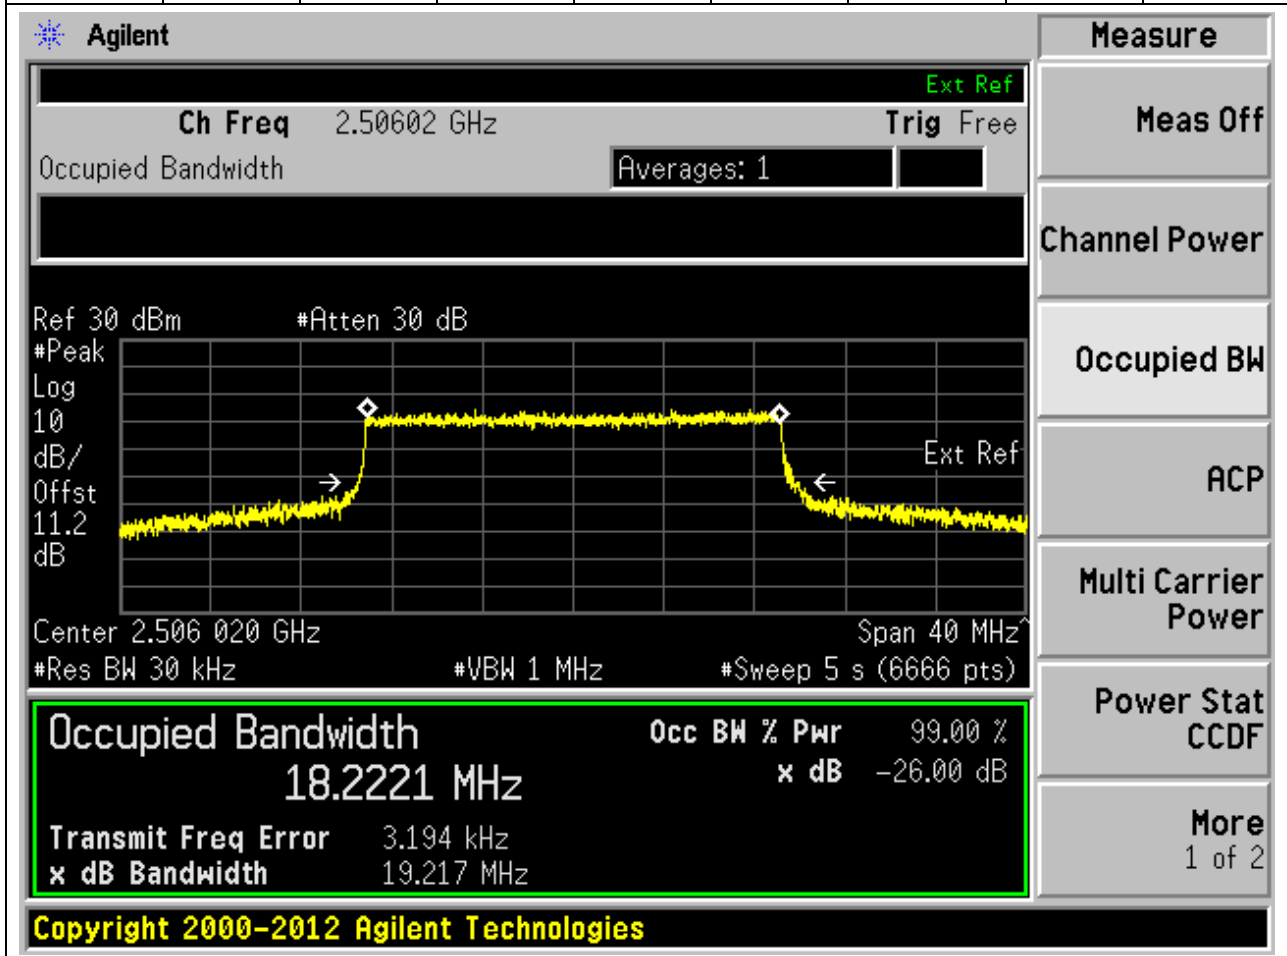 Agilent
Measure
Ext Ref
Ch Freq 2.50602 GHz Trig Free
Occupied Bandwidth Averages: 1
Meas Off
Channel Power
Occupied BW
ACP
Multi Carrier
Power
Power Stat
CCDF
More
1 of 2
Ref 30 dBm #Atten 30 dB
#Peak
Log
10
dB/
Offst
11.2
dB
Ext Ref
Center 2.506 020 GHz Span 40 MHz^
#Res BW 30 kHz #VBW 1 MHz #Sweep 5 s (6666 pts)
Occupied Bandwidth
18.2221 MHz
Occ BW % Pwr 99.00 %
x dB -26.00 dB
Transmit Freq Error 3.194 kHz
x dB Bandwidth 19.217 MHz
Copyright 2000-2012 Agilent Technologies